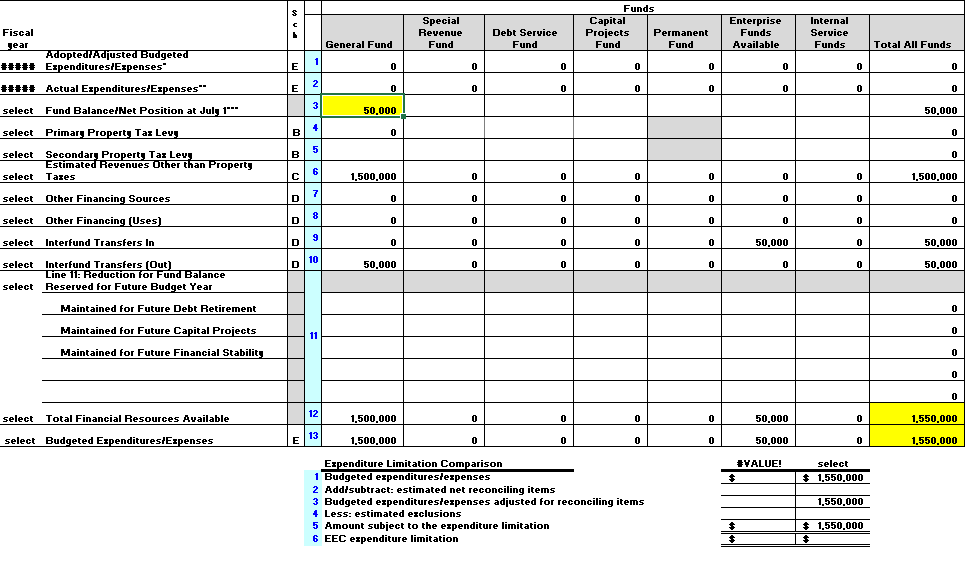 Funds
Fiscal year Sch General Fund Special Revenue Fund Debt Service Fund Capital Projects Fund Permanent Fund Enterprise Funds Available Internal Service Funds Total All Funds
##### Adopted/Adjusted Budgeted Expenditures/Expenses* E 1 0 0 0 0 0 0 0 0
##### Actual Expenditures/Expenses** E 2 0 0 0 0 0 0 0 0
select Fund Balance/Net Position at July 1*** 3 50,000 50,000
select Primary Property Tax Levy B 4 0 0
select Secondary Property Tax Levy B 5 0
select Estimated Revenues Other than Property Taxes C 6 1,500,000 0 0 0 0 0 0 1,500,000
select Other Financing Sources D 7 0 0 0 0 0 0 0 0
select Other Financing (Uses) D 8 0 0 0 0 0 0 0 0
select Interfund Transfers In D 9 0 0 0 0 0 50,000 0 50,000
select Interfund Transfers (Out) D 10 50,000 0 0 0 0 0 0 50,000
select Line 11: Reduction for Fund Balance Reserved for Future Budget Year
Maintained for Future Debt Retirement 0
Maintained for Future Capital Projects 0
11
Maintained for Future Financial Stability 0
0
0
select Total Financial Resources Available 12 1,500,000 0 0 0 0 50,000 0 1,550,000
select Budgeted Expenditures/Expenses E 13 1,500,000 0 0 0 0 50,000 0 1,550,000
Expenditure Limitation Comparison #VALUE! select
1 Budgeted expenditures/expenses $ $ 1,550,000
2 Add/subtract: estimated net reconciling items
3 Budgeted expenditures/expenses adjusted for reconciling items 1,550,000
4 Less: estimated exclusions
5 Amount subject to the expenditure limitation $ $ 1,550,000
6 EEC expenditure limitation $ $